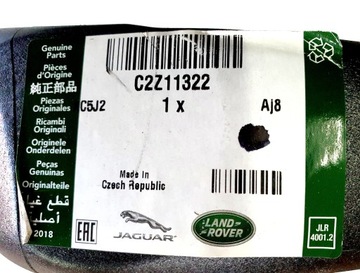 Genuine
Parts
Pièces
d'Origine
純正部品
Piezas
Originales
Ricambi
Originali
Originele
Onderdelen
Peças
Genuínas
Originalteile
قطع غيا
أصلية
2018
C2Z11322
C5J2
1 x
Aj8
Made in
Czech Republic
EAC
JAGUAR
LAND-
ROVER
JLR
4001.2